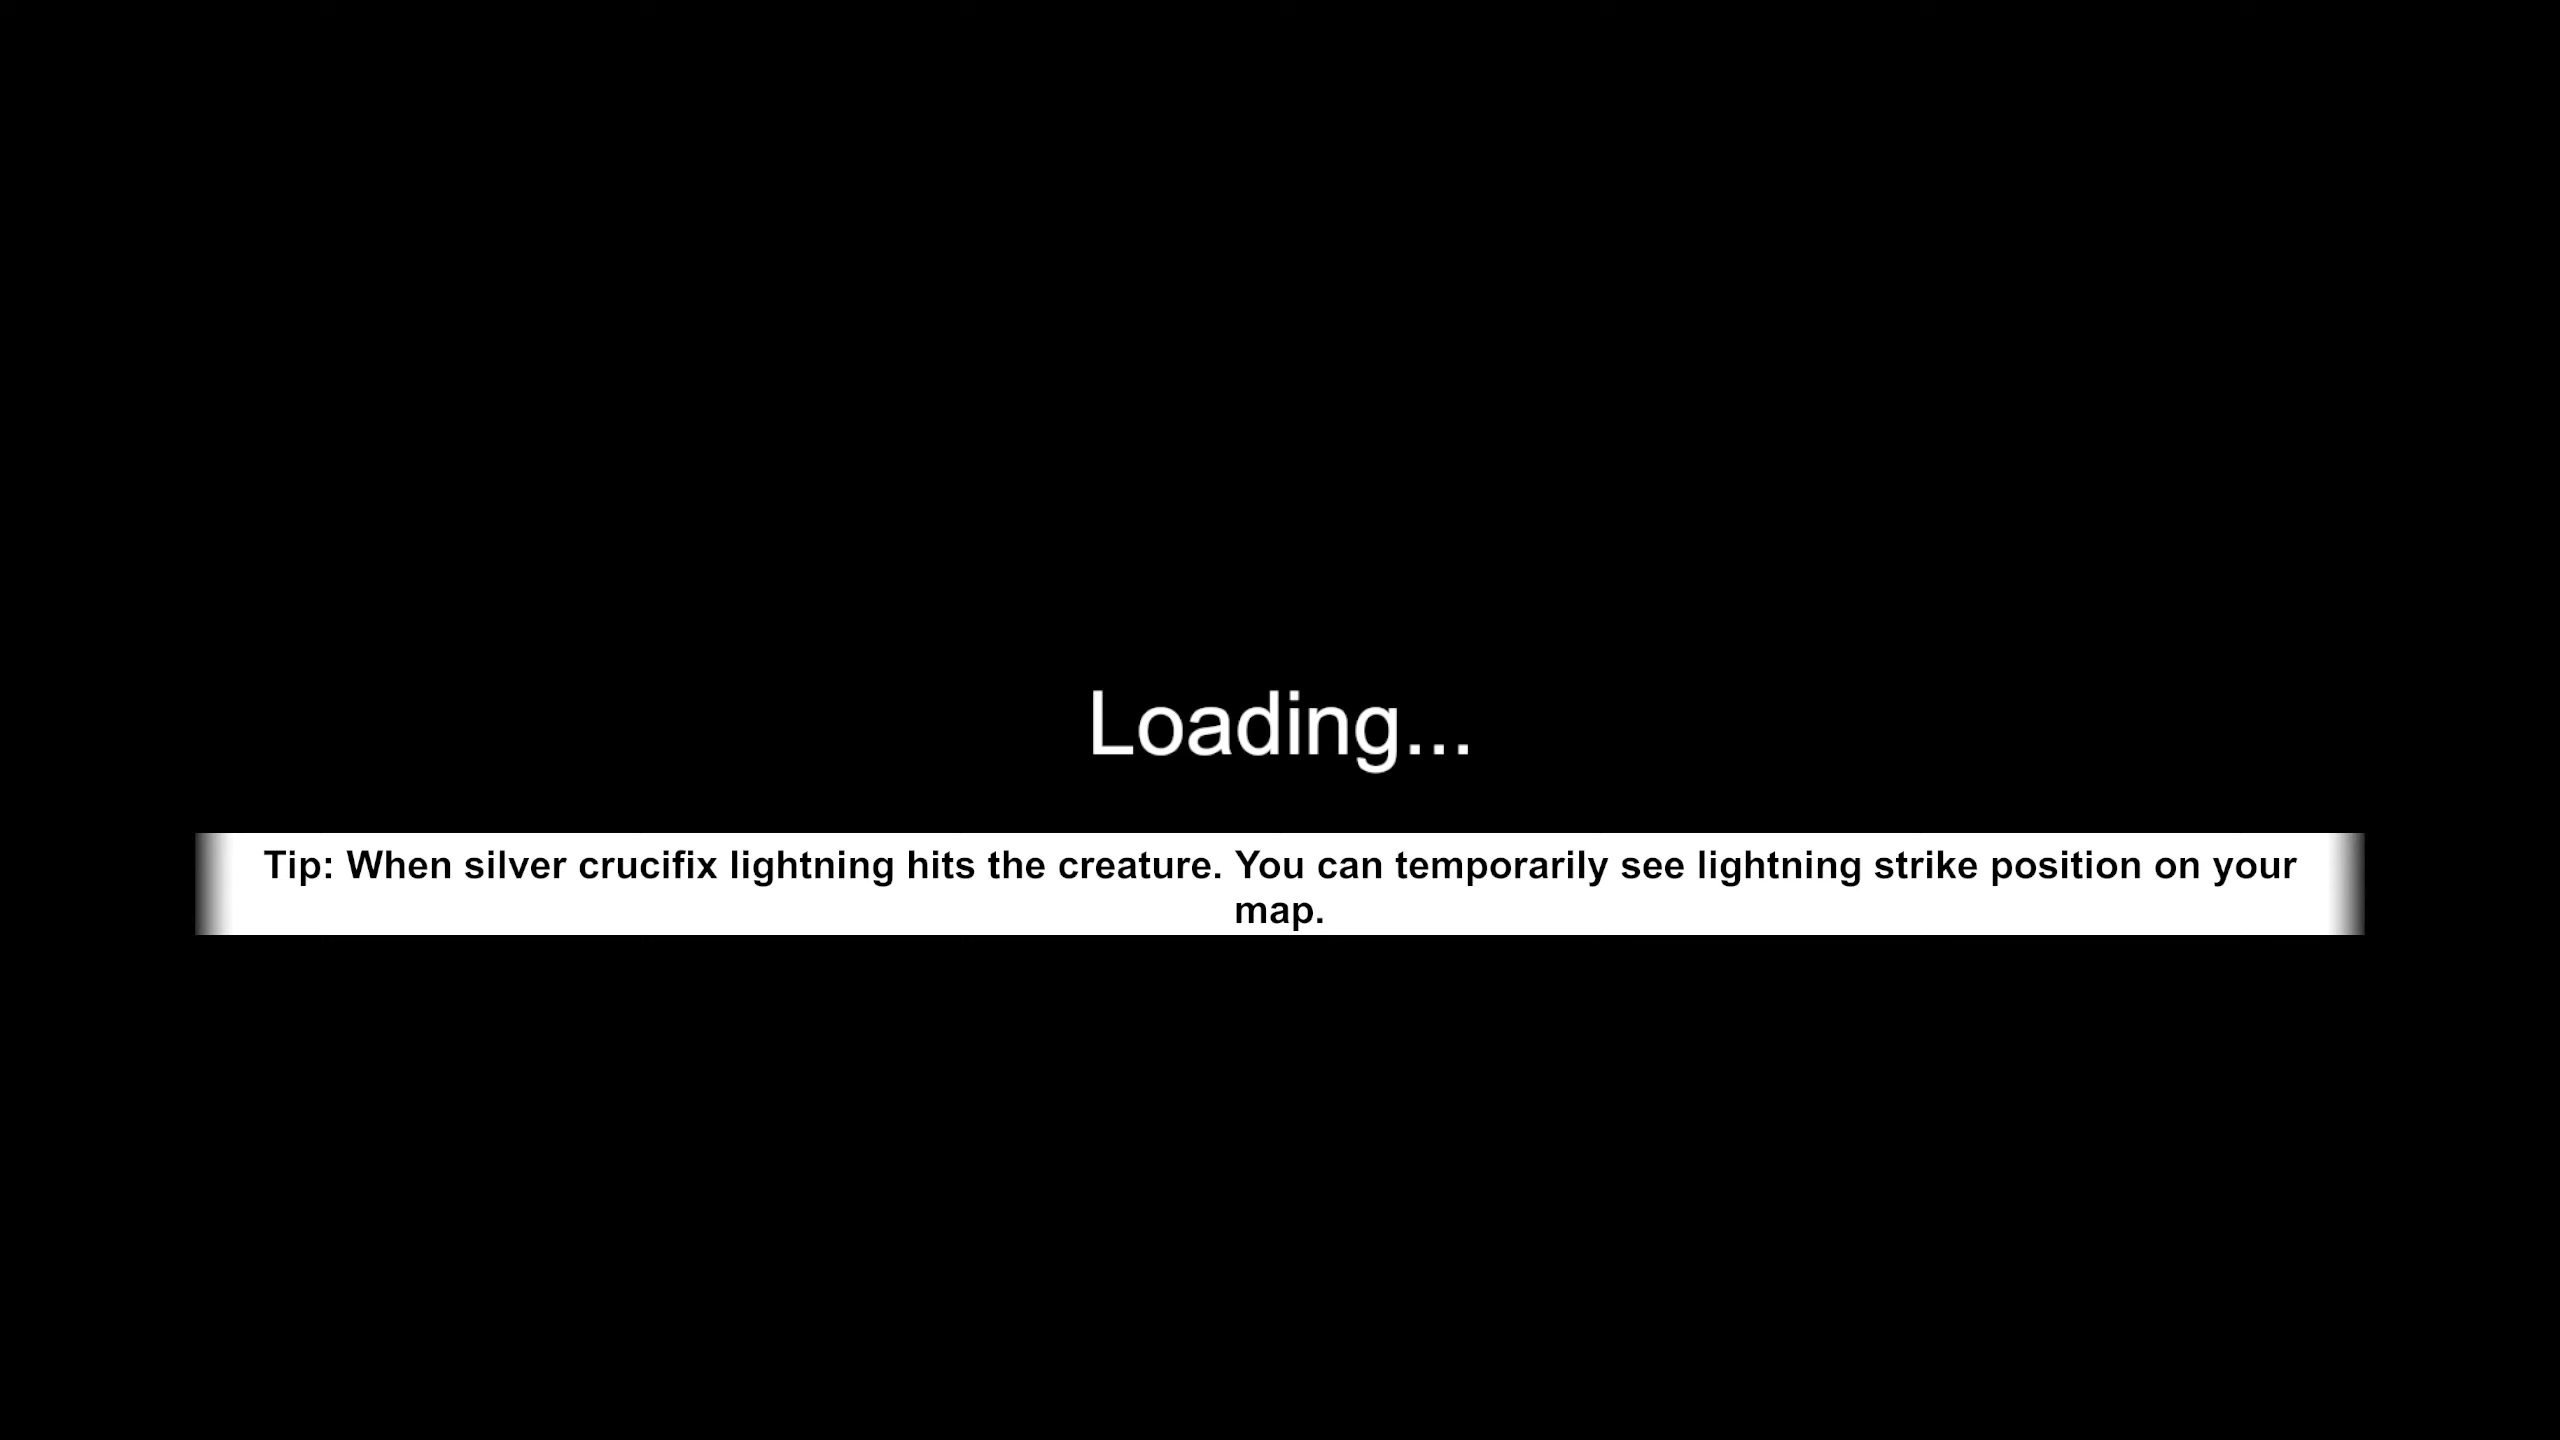 Loading...
Tip: When silver crucifix lightning hits the creature. You can temporarily see lightning strike position on your
map.